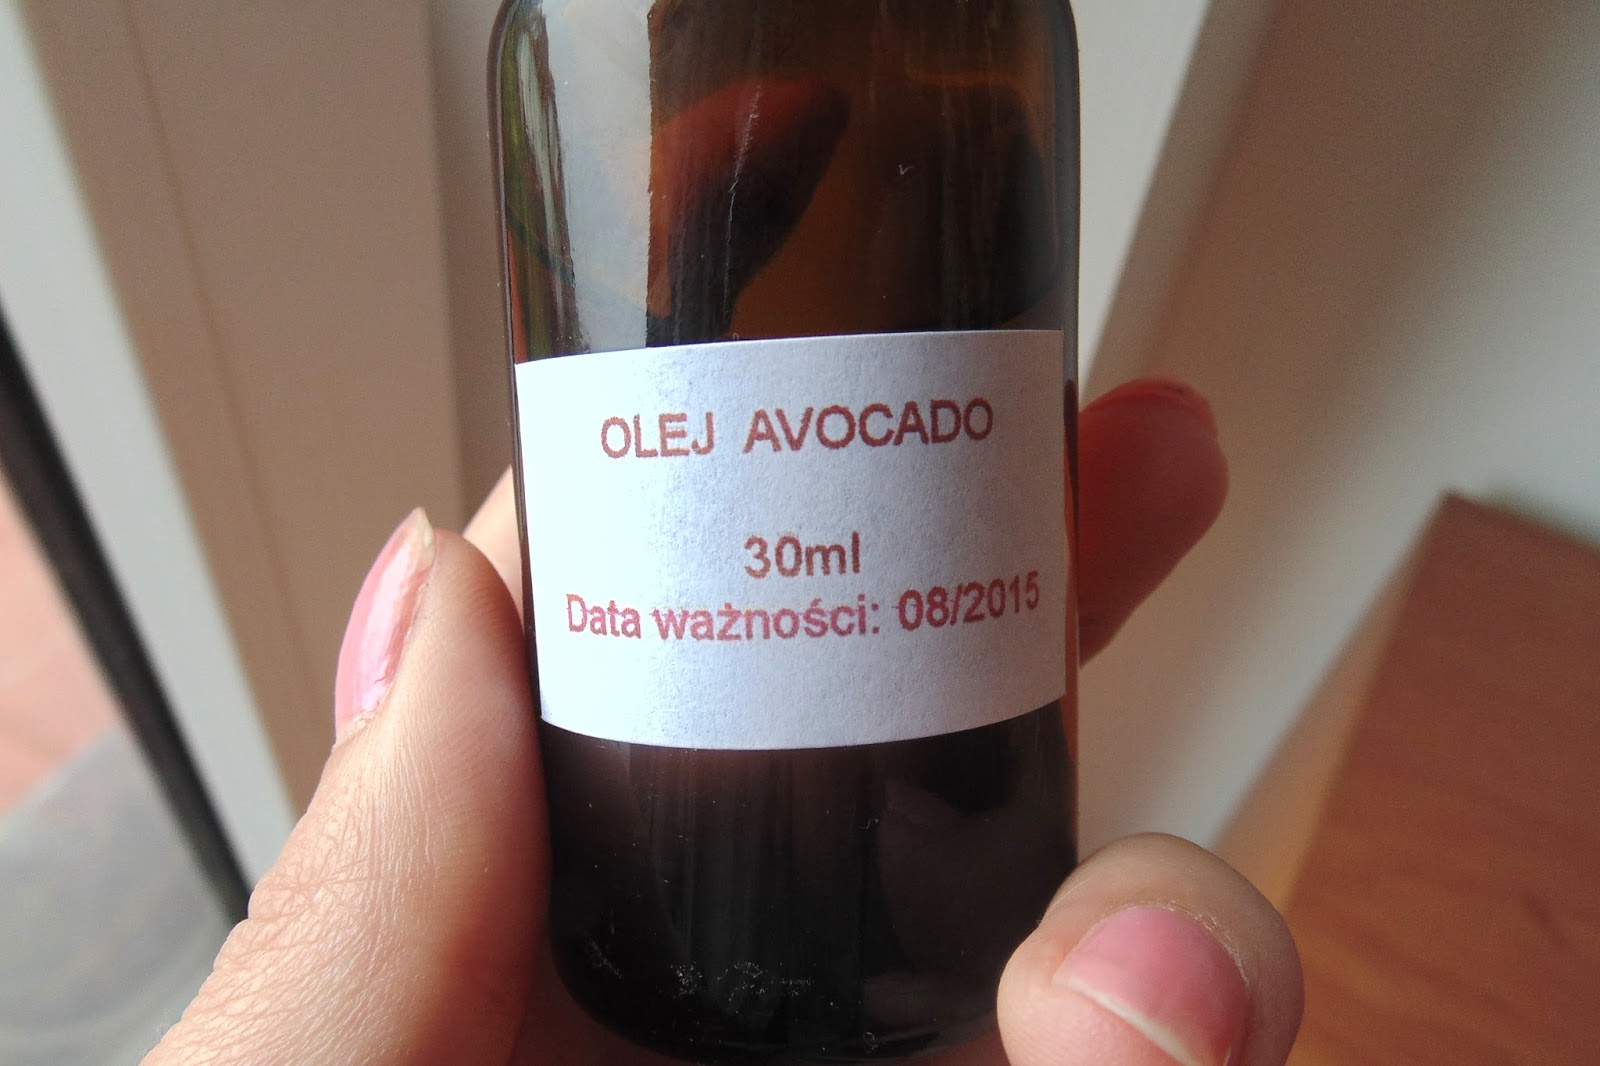 OLEJ AVOCADO
30ml
Data ważności: 08/2015